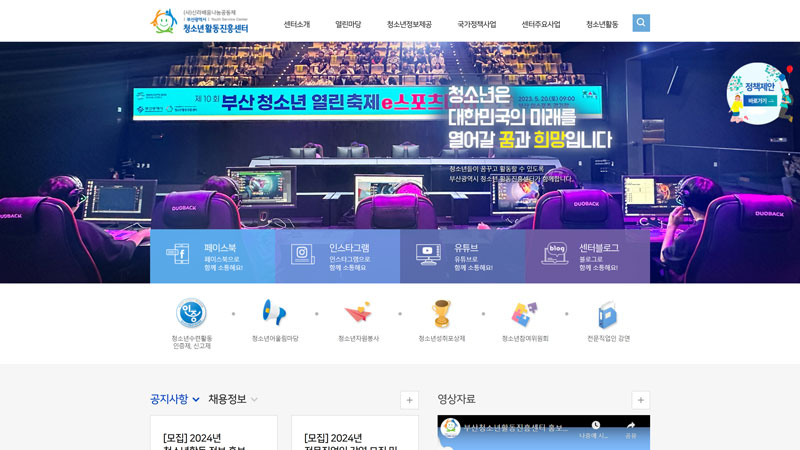 (사)신라배움나눔공동체
부산광역시 Youth Service Center
청소년활동진흥센터
센터소개 열린마당 청소년정보제공 국가정책사업 센터주요사업 청소년활동
제10회 부산 청소년 열린 축제 e스포츠
2023. 5. 20.(토) 09:00
청소년은
대한민국의 미래를
열어갈 꿈과 희망입니다
청소년들이 꿈꾸고 활동할 수 있도록
부산광역시 청소년 활동진흥센터가 함께합니다.
정책제안
바로가기
DUOBACK
DUOBACK
DUOBACK
페이스북
페이스북으로
함께 소통해요!
인스타그램
인스타그램으로
함께 소통해요
유튜브
유튜브로
함께 소통해요!
blog
센터블로그
블로그로
함께 소통해요!
인증
청소년수련활동
인증제, 신고제
청소년어울림마당
청소년자원봉사
청소년성취포상제
청소년참여위원회
전문직업인 강연
공지사항 채용정보
영상자료
[모집] 2024년
청소년활동 정보 홍보
[모집] 2024년
전문직업인 강연 모집 및
부산청소년활동진흥센터 홍보...
나중에 시...
공유